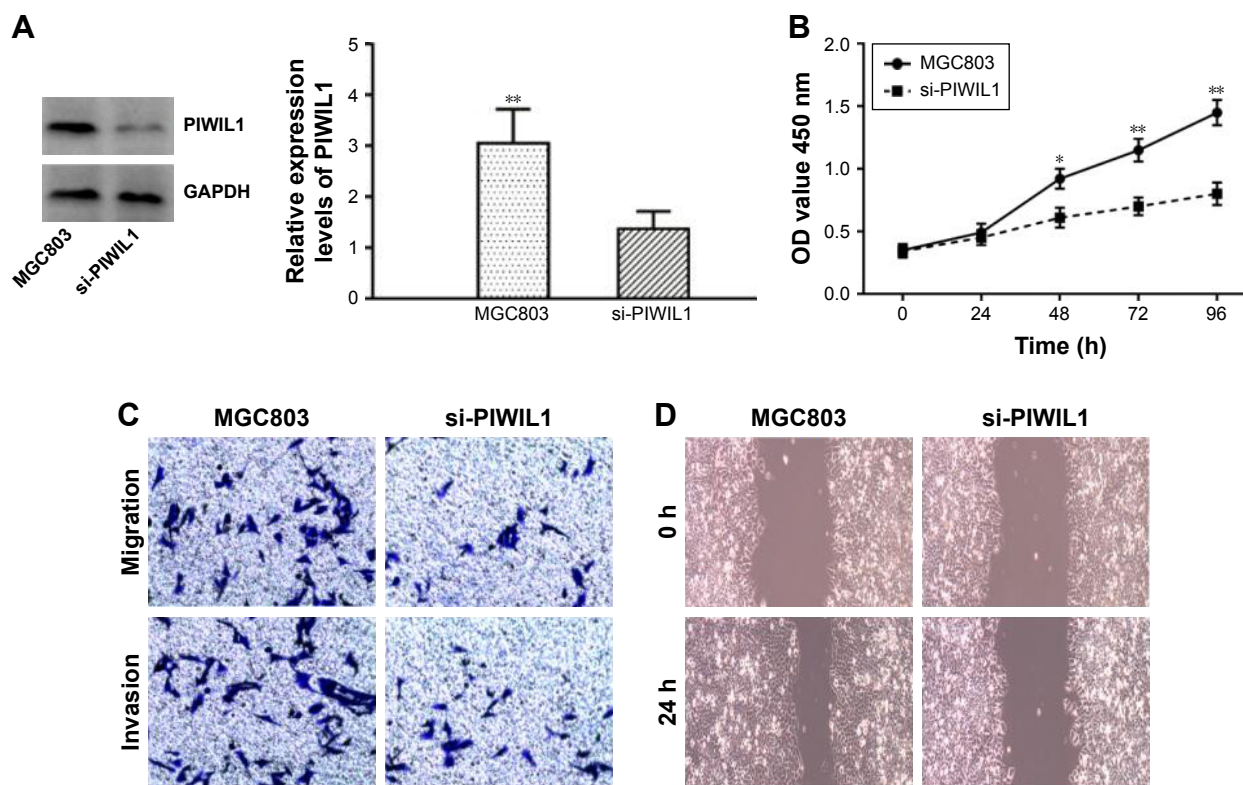 A
PIWIL1
GAPDH
MGC803
si-PIWIL1
Relative expression
levels of PIWIL1
5
4
3
2
1
0
**
MGC803
si-PIWIL1
B
OD value 450 nm
2.0
1.5
1.0
0.5
0.0
MGC803
si-PIWIL1
*
**
**
0 24 48 72 96
Time (h)
C
MGC803
si-PIWIL1
Migration
Invasion
D
MGC803
si-PIWIL1
0 h
24 h